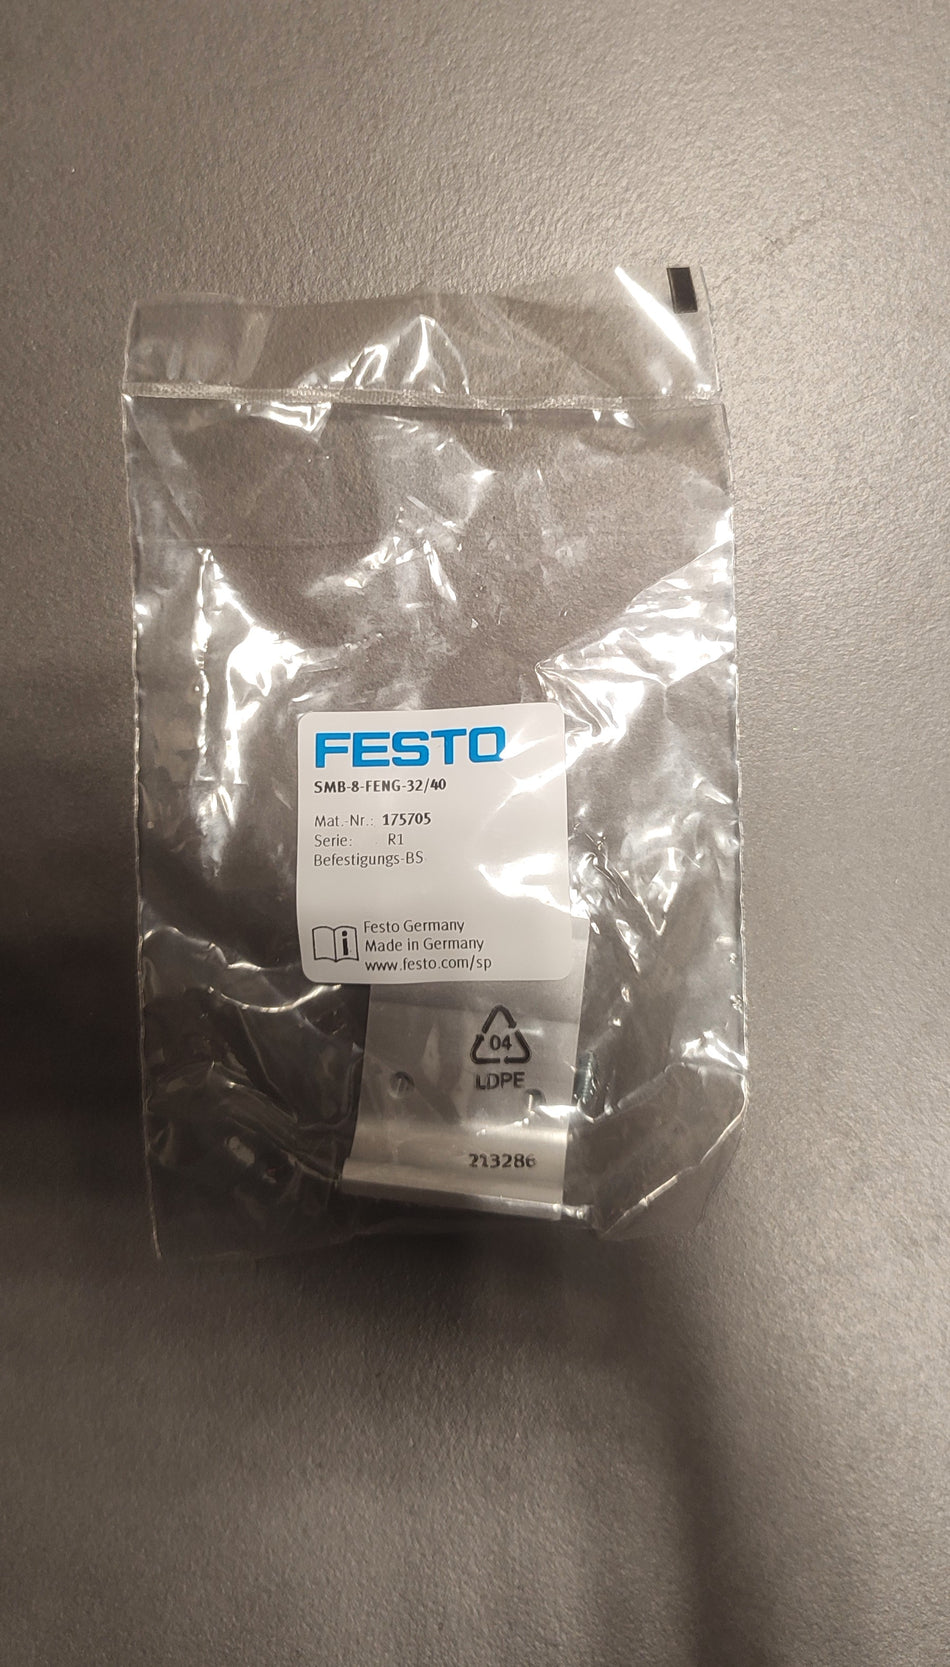 FESTO
SMB-8-FENG-32/40
Mat.-Nr.: 175705
Serie: R1
Befestigungs-BS
i
Festo Germany
Made in Germany
www.festo.com/sp
04
LDPE
213286